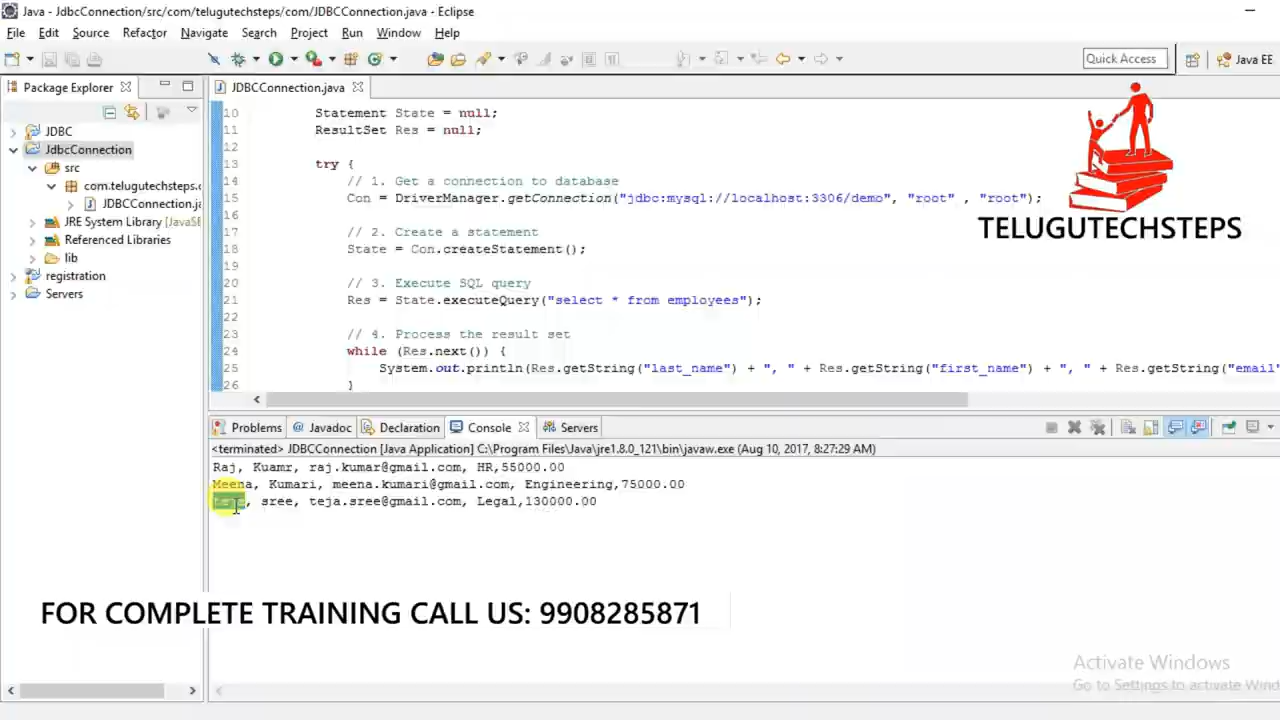 Java - JdbcConnection/src/com/telugutechsteps/com/JDBCConnection.java - Eclipse
File Edit Source Refactor Navigate Search Project Run Window Help
Quick Access
Java EE
Package Explorer
JDBC
JdbcConnection
src
com.telugutechsteps.c
JDBCConnection.ja
JRE System Library [JavaSE
Referenced Libraries
lib
registration
Servers
JDBCConnection.java
10 Statement State = null;
11 ResultSet Res = null;
12
13 try {
14 // 1. Get a connection to database
15 Con = DriverManager.getConnection("jdbc:mysql://localhost:3306/demo", "root" , "root");
16
17 // 2. Create a statement
18 State = Con.createStatement();
19
20 // 3. Execute SQL query
21 Res = State.executeQuery("select * from employees");
22
23 // 4. Process the result set
24 while (Res.next()) {
25 System.out.println(Res.getString("last_name") + ", " + Res.getString("first_name") + ", " + Res.getString("email"
26 }
TELUGUTECHSTEPS
Problems @ Javadoc Declaration Console Servers
<terminated> JDBCConnection [Java Application] C:\Program Files\Java\jre1.8.0_121\bin\javaw.exe (Aug 10, 2017, 8:27:29 AM)
Raj, Kuamr, raj.kumar@gmail.com, HR,55000.00
Meena, Kumari, meena.kumari@gmail.com, Engineering,75000.00
, sree, teja.sree@gmail.com, Legal,130000.00
FOR COMPLETE TRAINING CALL US: 9908285871
Activate Windows
Go to Settings to activate Wind